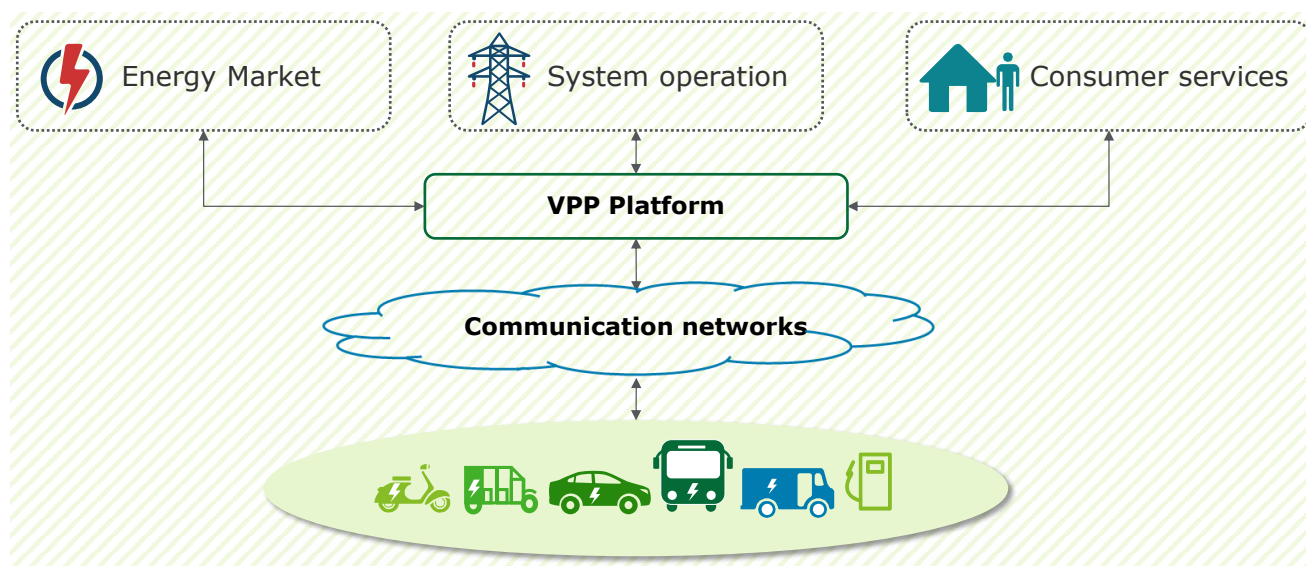 Energy Market
System operation
Consumer services
VPP Platform
Communication networks